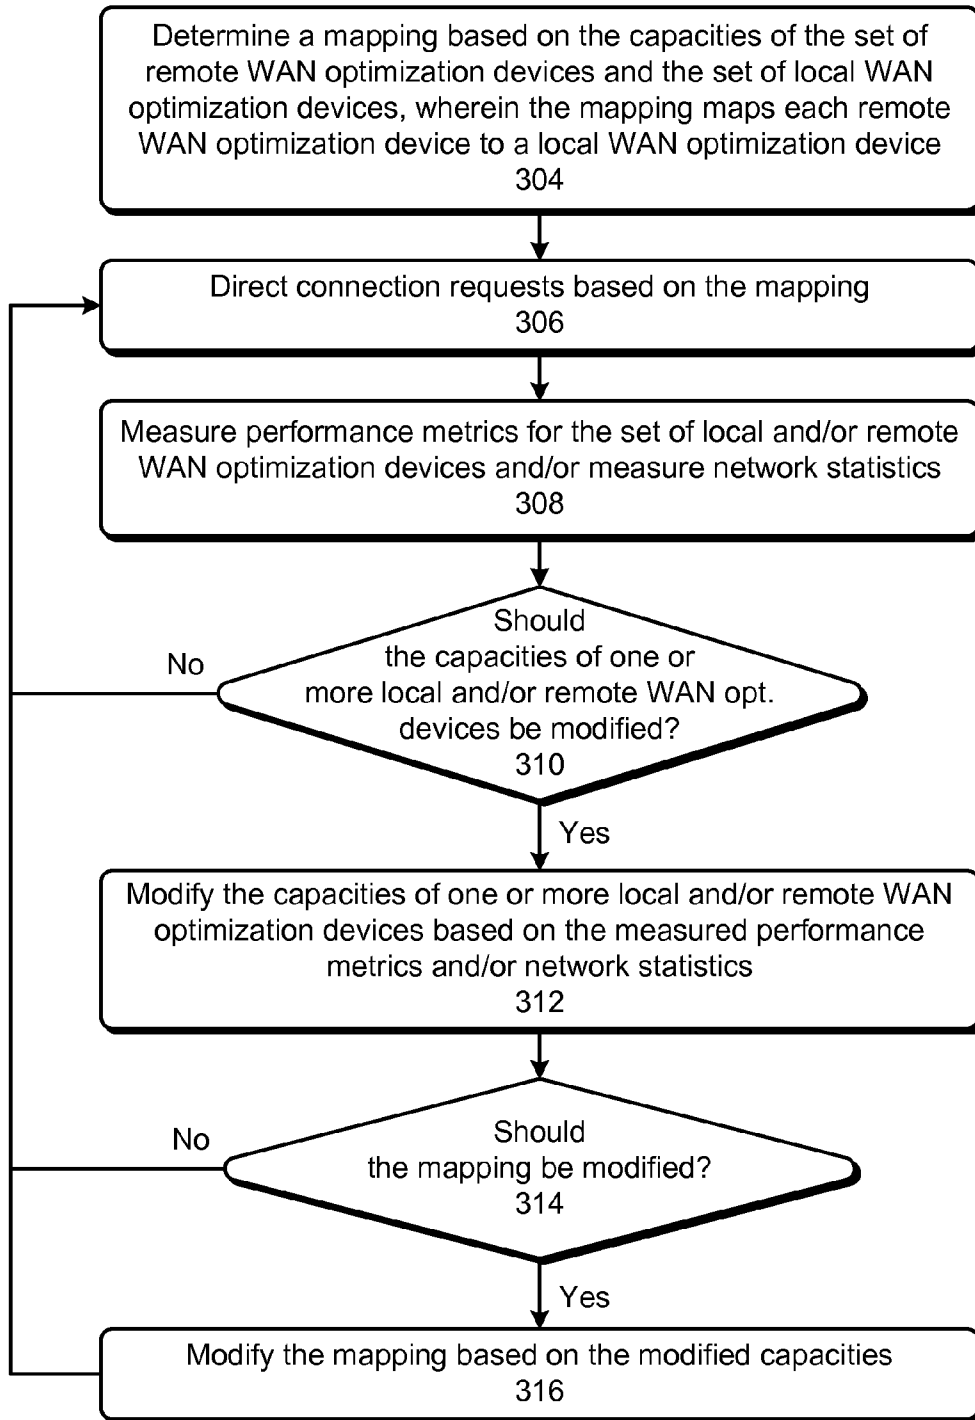 Determine a mapping based on the capacities of the set of
remote WAN optimization devices and the set of local WAN
optimization devices, wherein the mapping maps each remote
WAN optimization device to a local WAN optimization device
304
Direct connection requests based on the mapping
306
Measure performance metrics for the set of local and/or remote
WAN optimization devices and/or measure network statistics
308
Should
the capacities of one or
more local and/or remote WAN opt.
devices be modified?
310
No
Yes
Modify the capacities of one or more local and/or remote WAN
optimization devices based on the measured performance
metrics and/or network statistics
312
Should
the mapping be modified?
314
No
Yes
Modify the mapping based on the modified capacities
316